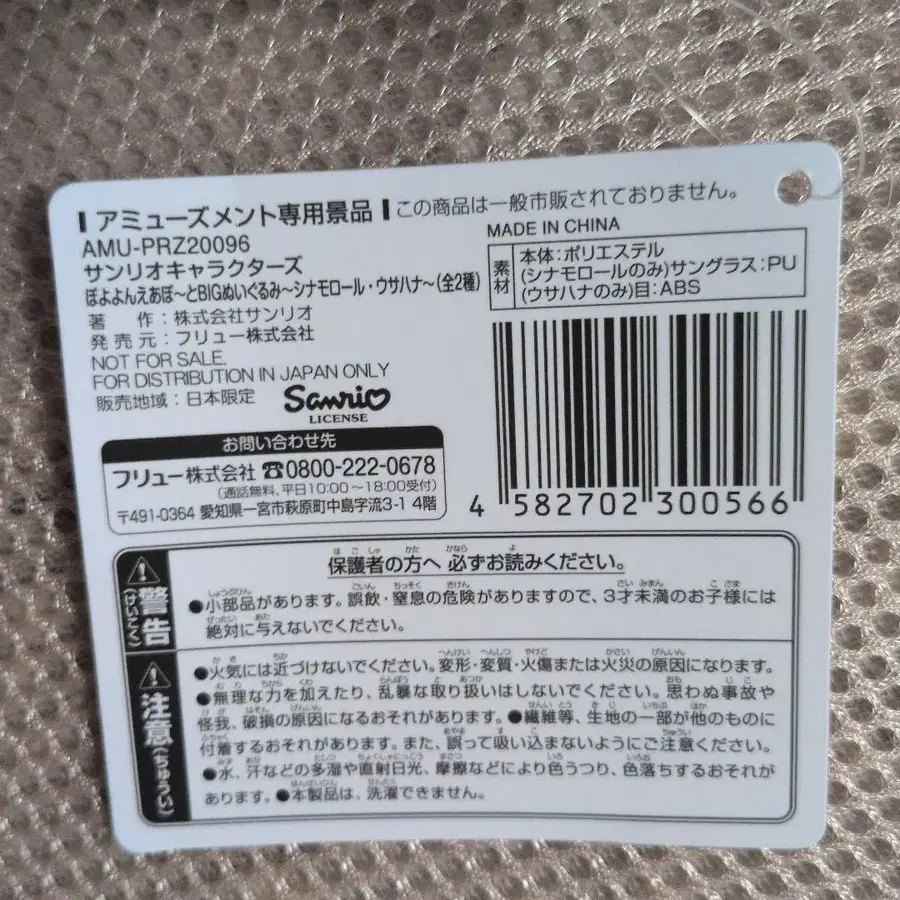 アミューズメント専用景品 この商品は一般市販されておりません。
AMU-PRZ20096
サンリオキャラクターズ
ぽよよんえあぽ〜とBIGぬいぐるみ〜シナモロール・ウサハナ〜(全2種)
著 作:株式会社サンリオ
発売元:フリュー株式会社
NOT FOR SALE.
FOR DISTRIBUTION IN JAPAN ONLY
販売地域:日本限定
Sanrio
LICENSE
お問い合わせ先
フリュー株式会社 ☎0800-222-0678
(通話無料、平日10:00〜18:00受付)
〒491-0364 愛知県一宮市萩原町中島字流3-1 4階
MADE IN CHINA
素材
本体:ポリエステル
(シナモロールのみ)サングラス:PU
(ウサハナのみ)目:ABS
4 582702 300566
警告
(けいこく)
保護者の方へ 必ずお読みください。
●小部品があります。誤飲・窒息の危険がありますので、3才未満のお子様には
絶対に与えないでください。
注意
(ちゅうい)
●火気には近づけないでください。変形・変質・火傷または火災の原因になります。
●無理な力を加えたり、乱暴な取り扱いはしないでください。思わぬ事故や
怪我、破損の原因になるおそれがあります。●繊維等、生地の一部が他のものに
付着するおそれがあります。また、誤って吸い込まないようにご注意ください。
●水、汗などの多湿や直射日光、摩擦などにより色うつり、色落ちするおそれが
あります。●本製品は、洗濯できません。